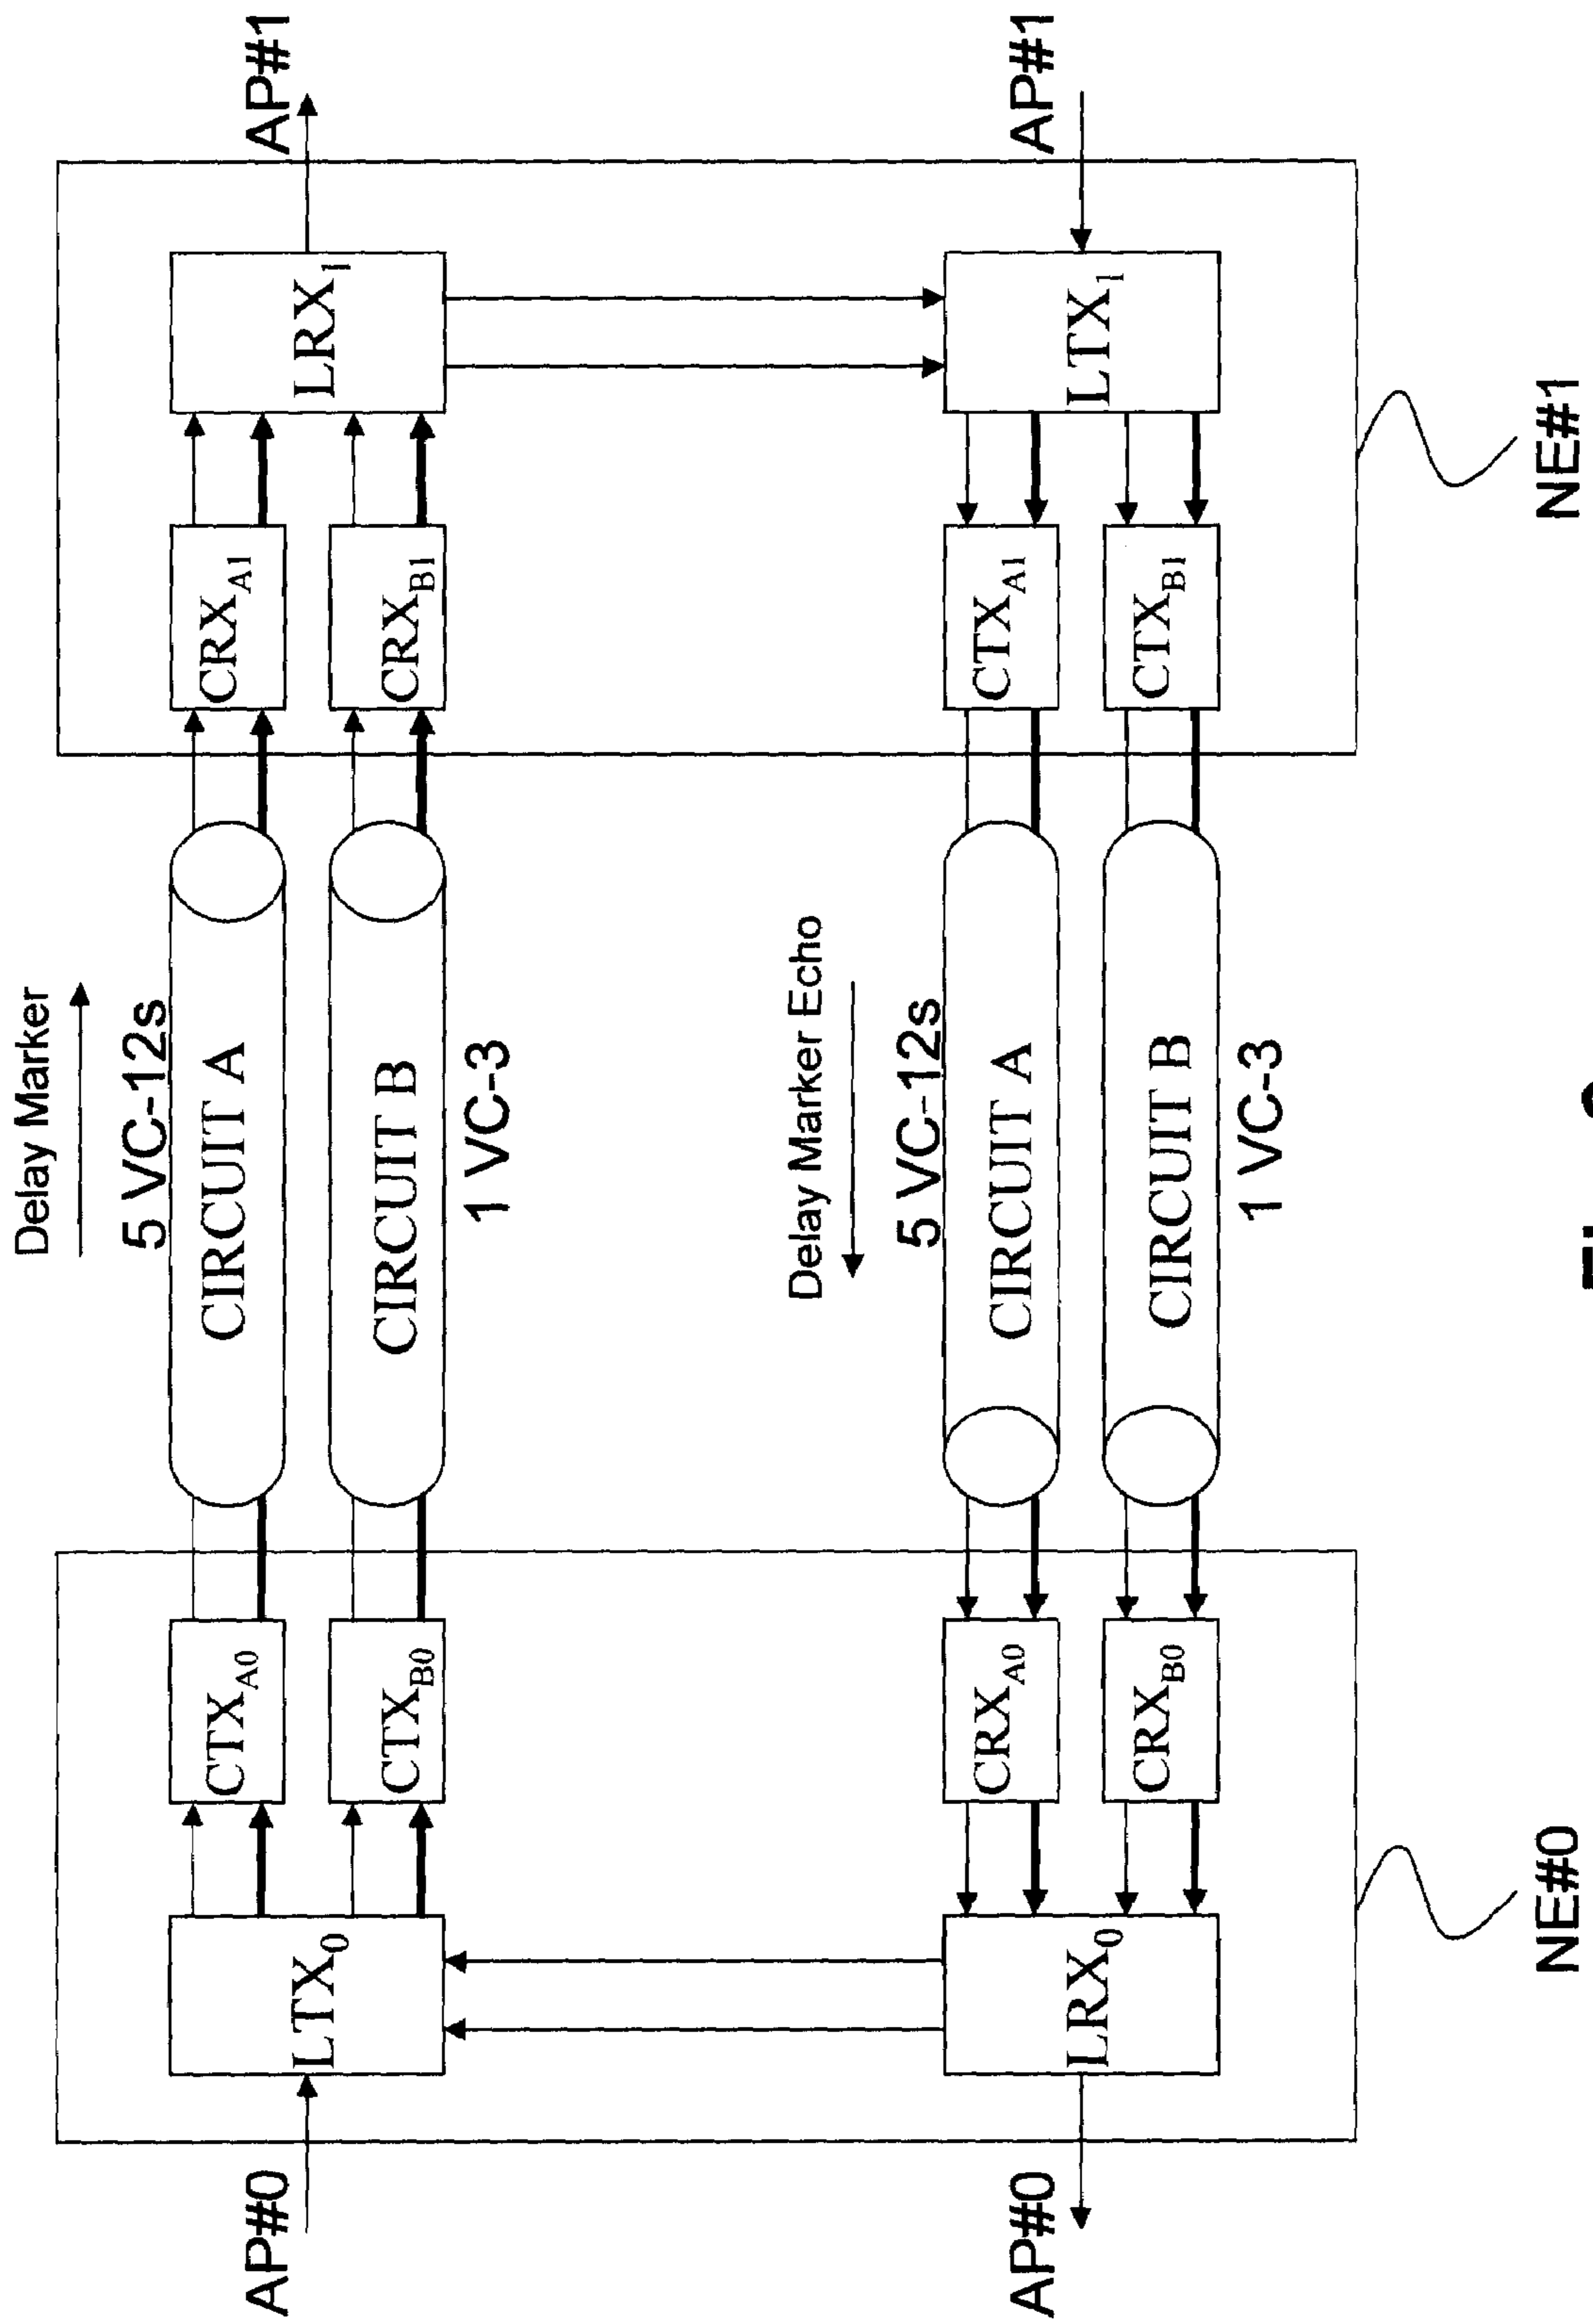 Delay Marker
5 VC-12s
AP#0
LTX0
CTXA0
CIRCUIT A
CRXA1
LRX1
AP#1
CTXB0
CIRCUIT B
CRXB1
1 VC-3
Delay Marker Echo
5 VC-12s
AP#0
LRX0
CRXA0
CIRCUIT A
CTXA1
LTX1
AP#1
CRXB0
CIRCUIT B
CTXB1
1 VC-3
NE#0
NE#1